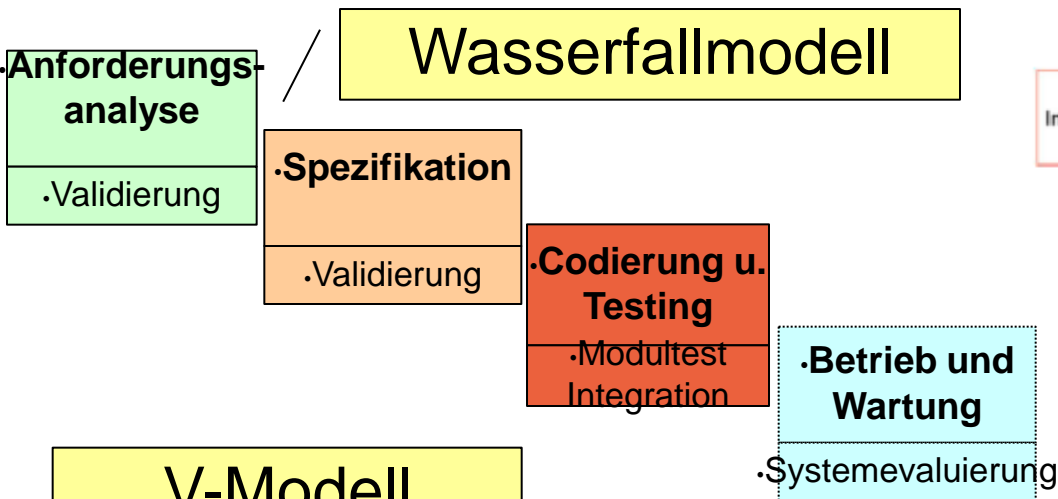 Wasserfallmodell
·Anforderungs-
analyse
·Validierung
·Spezifikation
·Validierung
·Codierung u.
Testing
·Modultest
Integration
·Betrieb und
Wartung
·Systemevaluierung
V-Modell